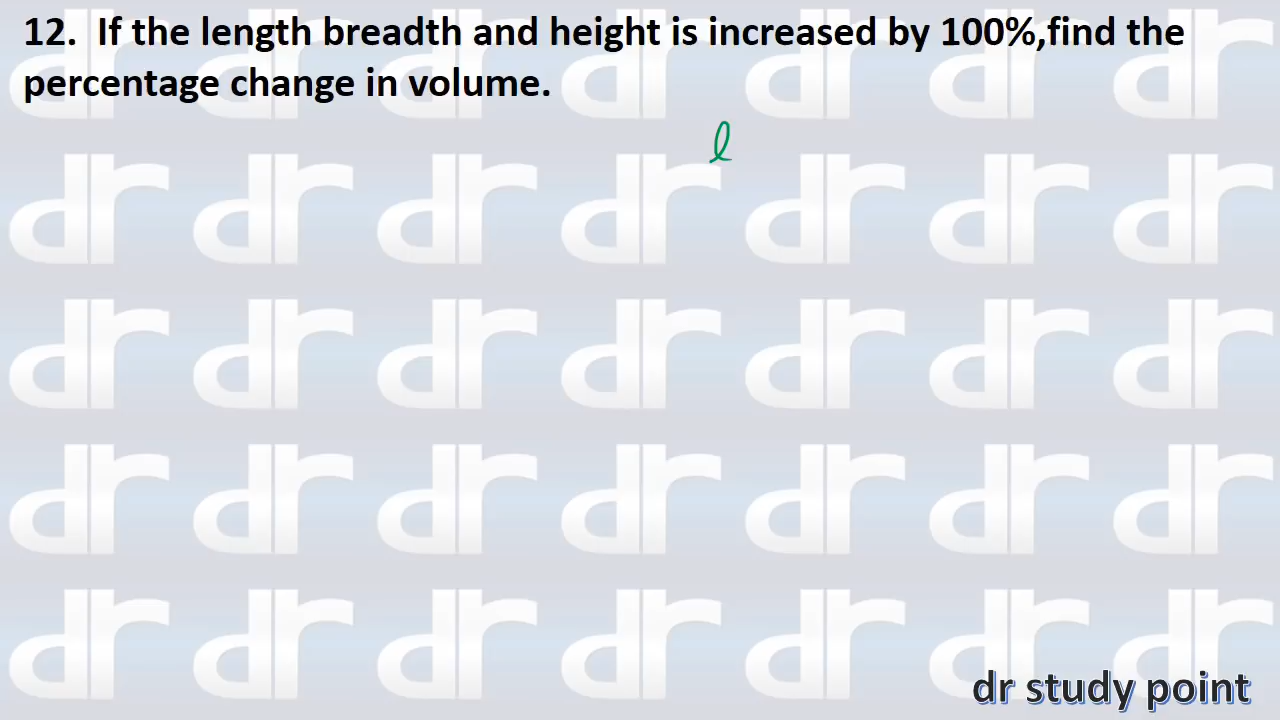 12.  If the length breadth and height is increased by 100%,find the
percentage change in volume.
l
dr study point